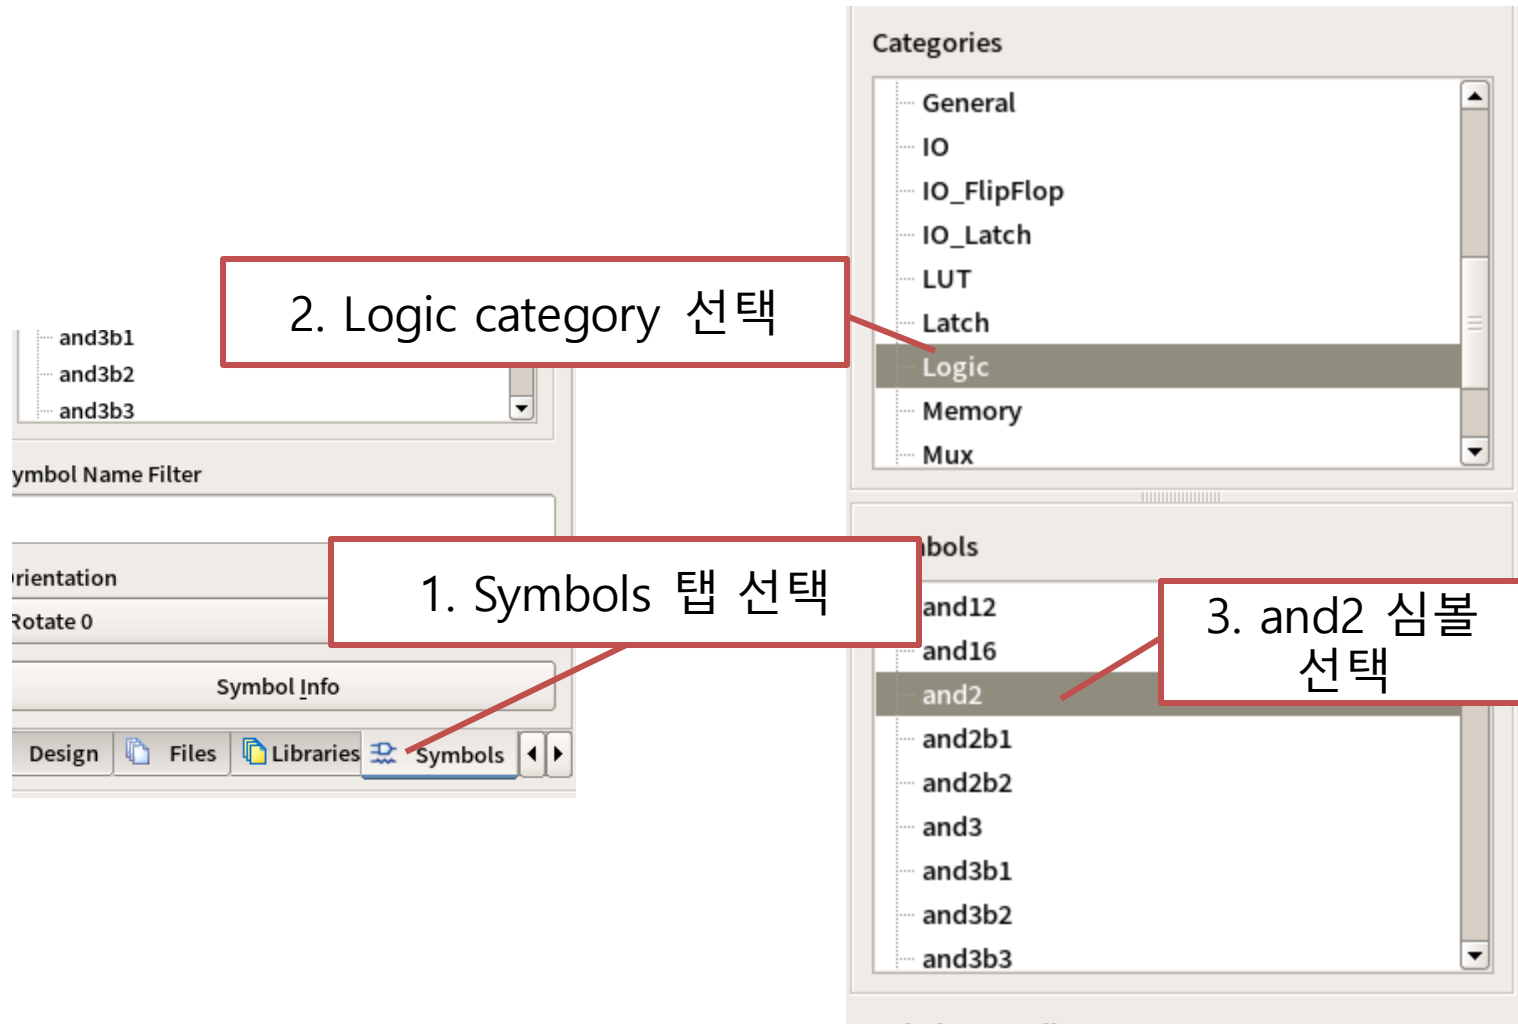 Categories
General
IO
IO_FlipFlop
IO_Latch
LUT
Latch
Logic
Memory
Mux
2. Logic category 선택
and3b1
and3b2
and3b3
ymbol Name Filter
1. Symbols 탭 선택
rientation
Rotate 0
Symbol Info
Design
Files
Libraries
Symbols
bols
and12
and16
and2
and2b1
and2b2
and3
and3b1
and3b2
and3b3
3. and2 심볼
선택